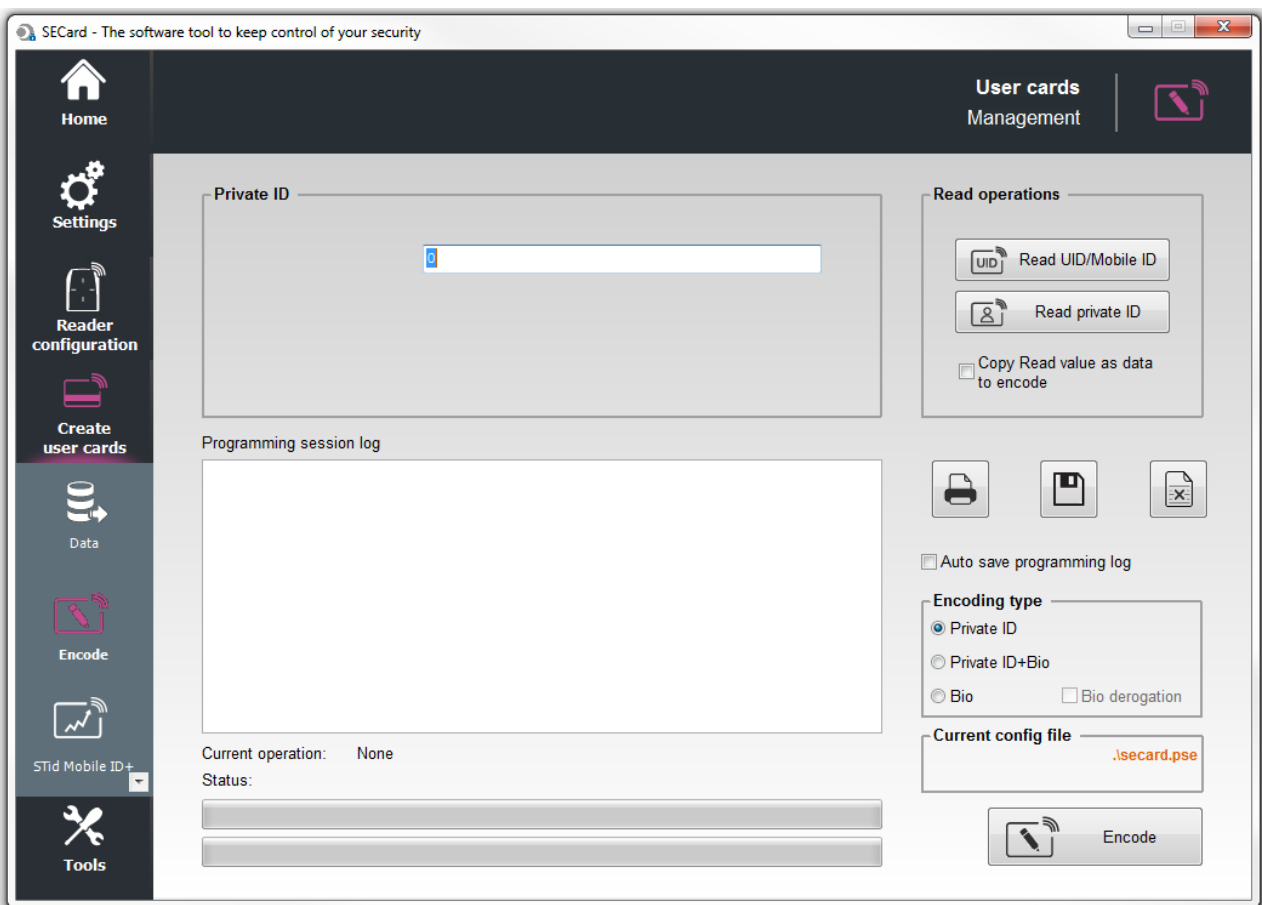 SECard - The software tool to keep control of your security
Home
User cards
Management
Settings
Reader
configuration
Create
user cards
Data
Encode
STid Mobile ID+
Tools
Private ID
0
Read operations
UID
Read UID/Mobile ID
Read private ID
Copy Read value as data
to encode
Programming session log
Auto save programming log
Encoding type
Private ID
Private ID+Bio
Bio
Bio derogation
Current operation: None
Status:
Current config file
.\secard.pse
Encode